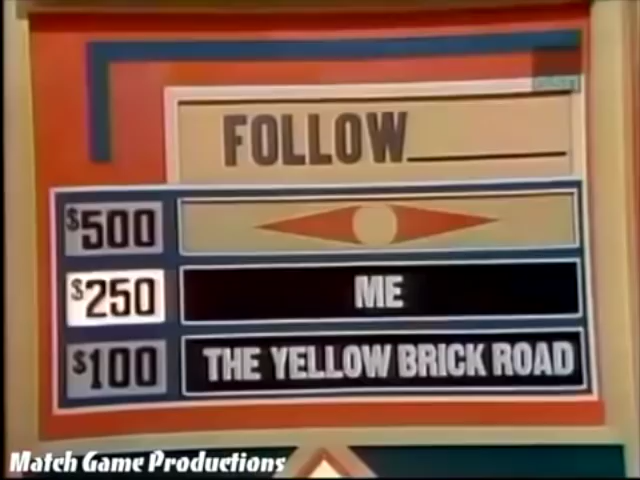 FOLLOW
$500
$250 ME
$100 THE YELLOW BRICK ROAD
Match Game Productions